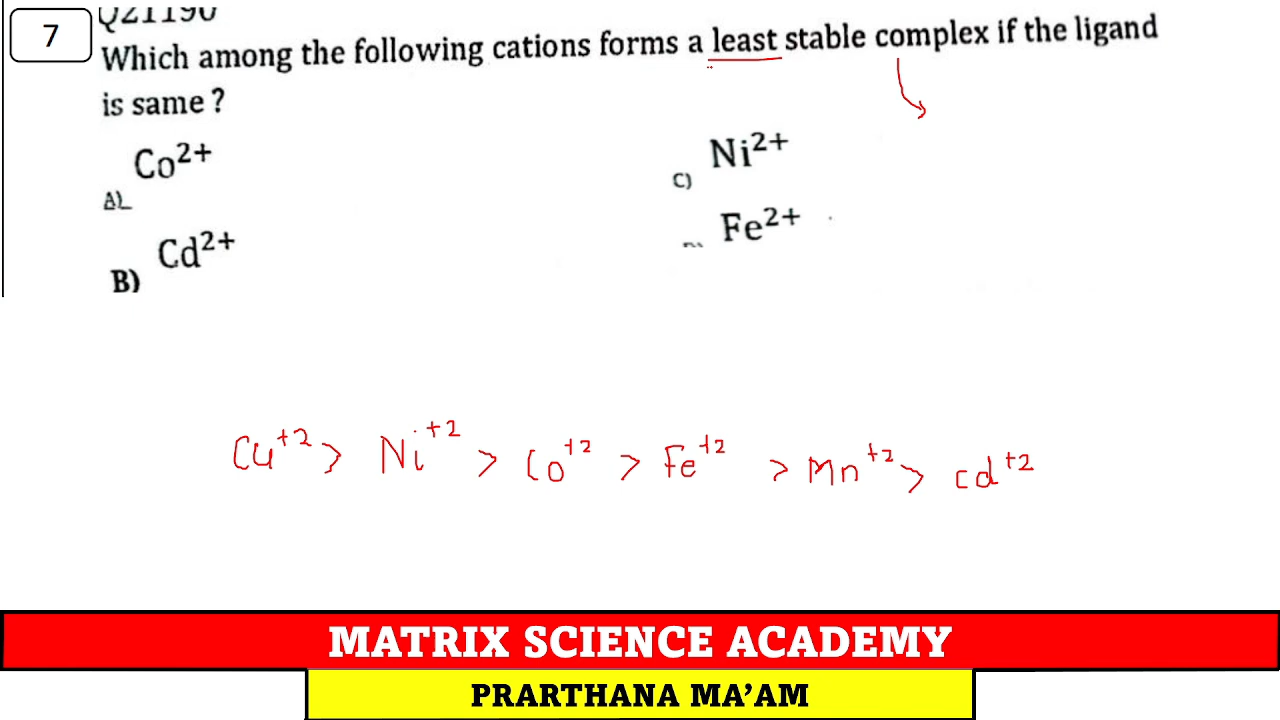 7
Which among the following cations forms a least stable complex if the ligand
is same ?
A) Co²⁺
C) Ni²⁺
B) Cd²⁺
Fe²⁺
Cu⁺² > Ni⁺² > Co⁺² > Fe⁺² > Mn⁺² > Cd⁺²
MATRIX SCIENCE ACADEMY
PRARTHANA MA’AM